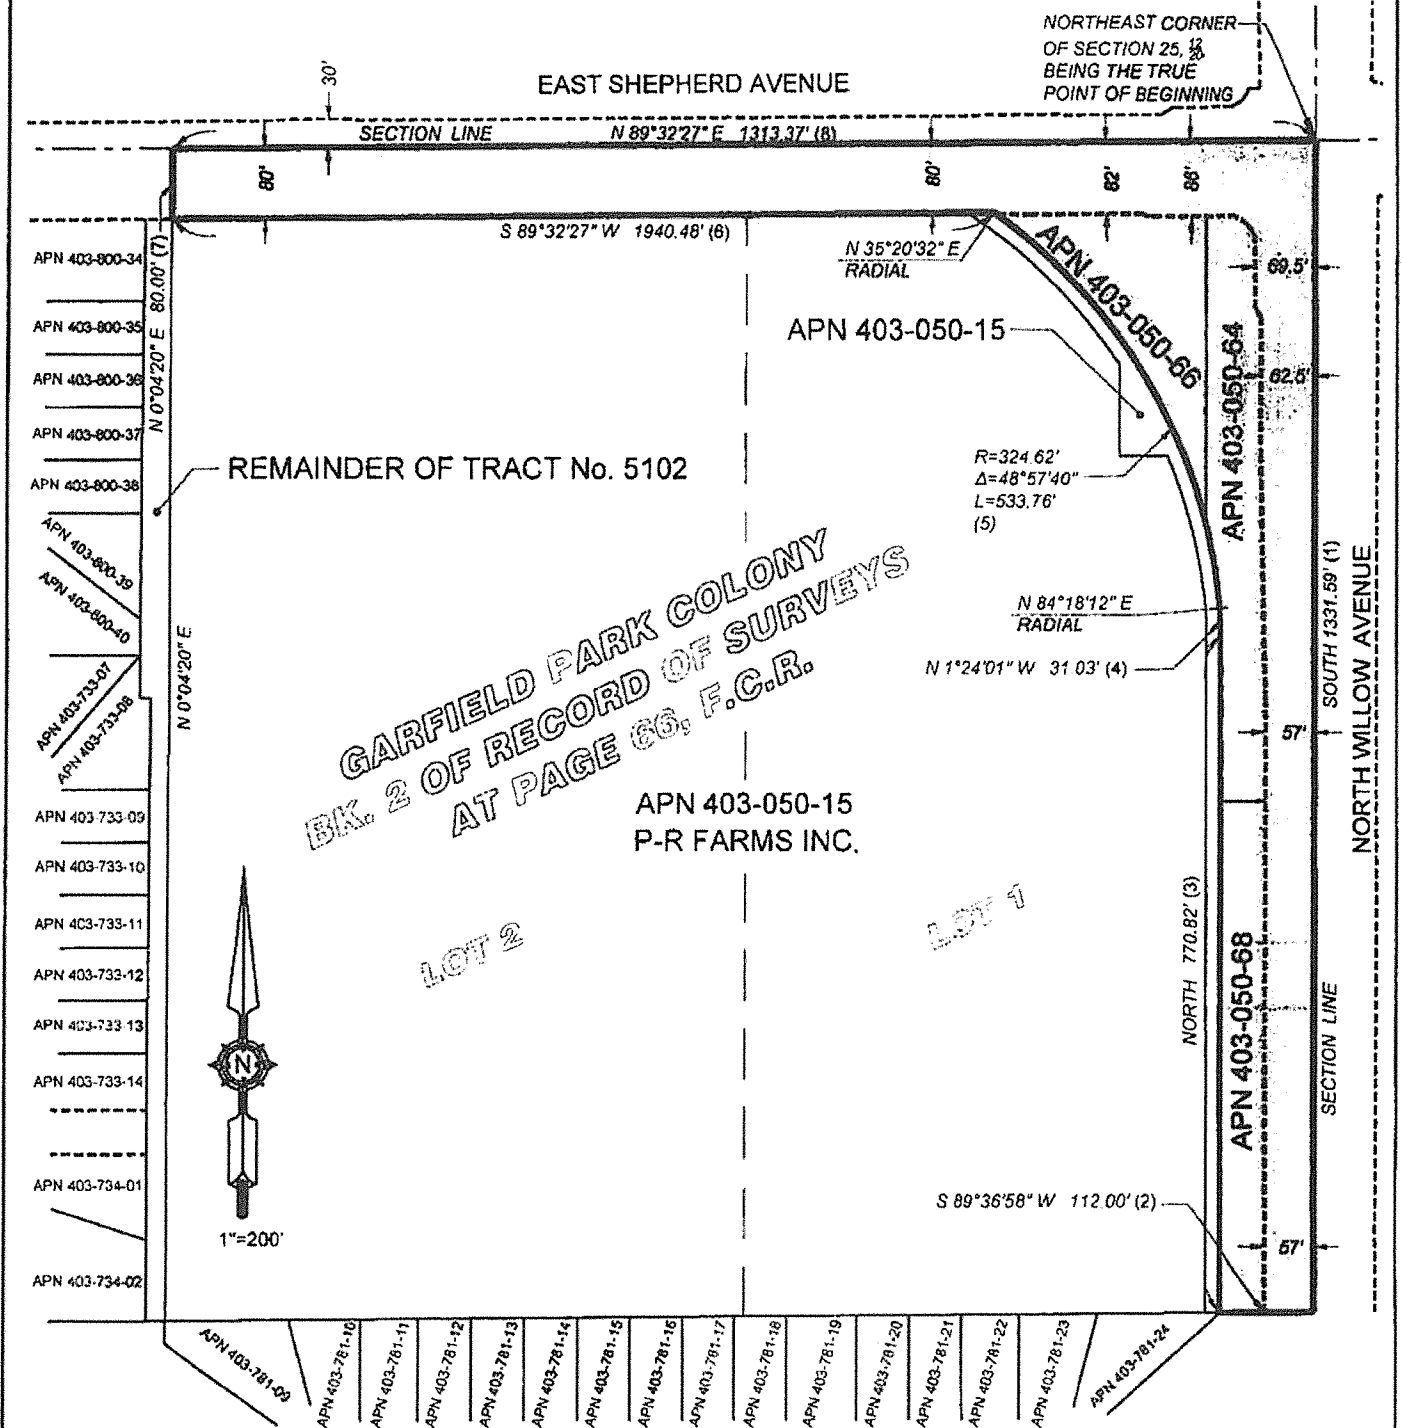 NORTHEAST CORNER
OF SECTION 25, 12/20,
BEING THE TRUE
POINT OF BEGINNING
EAST SHEPHERD AVENUE
30'
SECTION LINE N 89°32'27" E 1313.37' (8)
80'
80'
82'
86'
S 89°32'27" W 1940.48' (6)
N 35°20'32" E
RADIAL
APN 403-050-66
69.5'
APN 403-050-15
APN 403-050-64
62.5'
APN 403-800-34
APN 403-800-35
APN 403-800-36
APN 403-800-37
APN 403-800-38
APN 403-800-39
APN 403-800-40
APN 403-733-07
APN 403-733-08
APN 403-733-09
APN 403-733-10
APN 403-733-11
APN 403-733-12
APN 403-733-13
APN 403-733-14
APN 403-734-01
APN 403-734-02
N 0°04'20" E 80.00' (7)
N 0°04'20" E
REMAINDER OF TRACT No. 5102
R=324.62'
Δ=48°57'40"
L=533.76'
(5)
GARFIELD PARK COLONY
BK. 2 OF RECORD OF SURVEYS
AT PAGE 66, F.C.R.
N 84°18'12" E
RADIAL
N 1°24'01" W 31.03' (4)
SOUTH 1331.59' (1)
NORTH WILLOW AVENUE
57'
APN 403-050-15
P-R FARMS INC.
LOT 2
LOT 1
NORTH 770.82' (3)
APN 403-050-68
SECTION LINE
S 89°36'58" W 112.00' (2)
57'
N
1"=200'
APN 403-781-09
APN 403-781-10
APN 403-781-11
APN 403-781-12
APN 403-781-13
APN 403-781-14
APN 403-781-15
APN 403-781-16
APN 403-781-17
APN 403-781-18
APN 403-781-19
APN 403-781-20
APN 403-781-21
APN 403-781-22
APN 403-781-23
APN 403-781-24